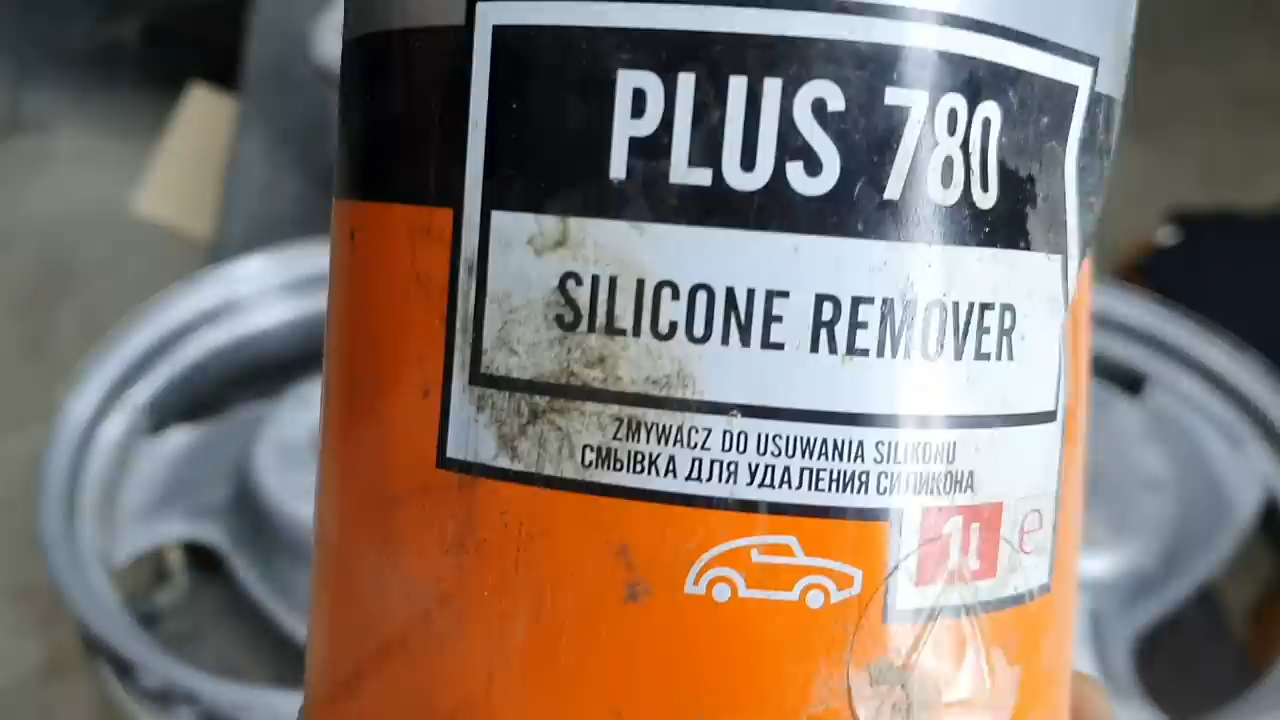 PLUS 780
SILICONE REMOVER
ZMYWACZ DO USUWANIA SILIKONU
СМЫВКА ДЛЯ УДАЛЕНИЯ СИЛИКОНА
1L e